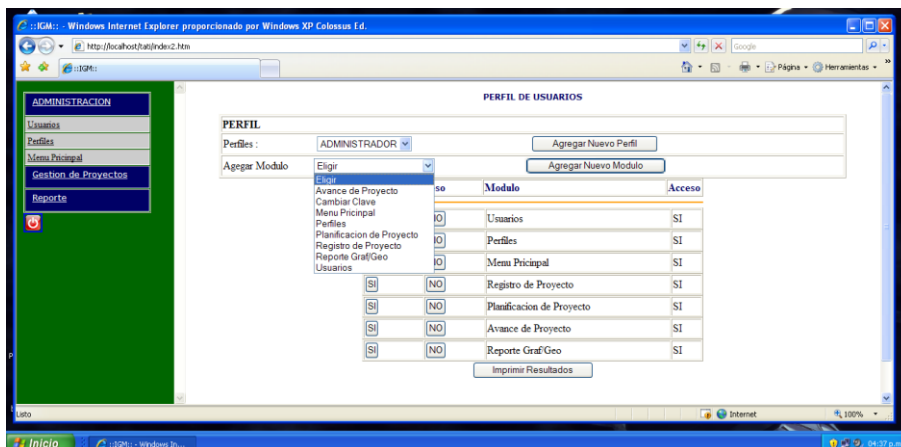 ::IGM:: - Windows Internet Explorer proporcionado por Windows XP Colossus Ed.
http://localhost/tati/index2.htm
Google
::IGM::
Página
Herramientas
ADMINISTRACION
Usuarios
Perfiles
Menu Pricinpal
Gestion de Proyectos
Reporte
PERFIL DE USUARIOS
PERFIL
Perfiles :
ADMINISTRADOR
Agregar Nuevo Perfil
Agegar Modulo
Eligir
Agregar Nuevo Modulo
Eligir
Avance de Proyecto
Cambiar Clave
Menu Pricinpal
Perfiles
Planificacion de Proyecto
Registro de Proyecto
Reporte Graf/Geo
Usuarios
so Modulo Acceso
IO Usuarios SI
IO Perfiles SI
IO Menu Pricinpal SI
SI NO Registro de Proyecto SI
SI NO Planificacion de Proyecto SI
SI NO Avance de Proyecto SI
SI NO Reporte Graf/Geo SI
Imprimir Resultados
Listo
Internet
100%
Inicio
::IGM:: - Windows In...
04:37 p.m.